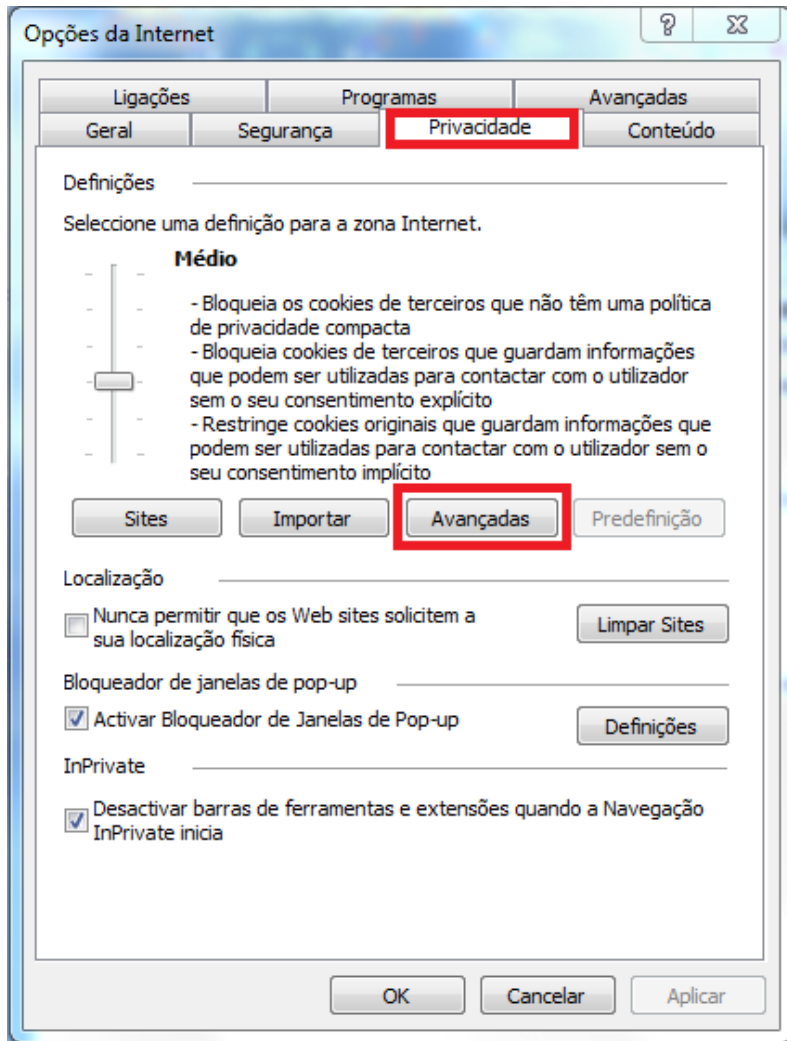 Opções da Internet
Ligações
Programas
Avançadas
Geral
Segurança
Privacidade
Conteúdo
Definições
Seleccione uma definição para a zona Internet.
Médio
- Bloqueia os cookies de terceiros que não têm uma política
de privacidade compacta
- Bloqueia cookies de terceiros que guardam informações
que podem ser utilizadas para contactar com o utilizador
sem o seu consentimento explícito
- Restringe cookies originais que guardam informações que
podem ser utilizadas para contactar com o utilizador sem o
seu consentimento implícito
Sites
Importar
Avançadas
Predefinição
Localização
Nunca permitir que os Web sites solicitem a
sua localização física
Limpar Sites
Bloqueador de janelas de pop-up
Activar Bloqueador de Janelas de Pop-up
Definições
InPrivate
Desactivar barras de ferramentas e extensões quando a Navegação
InPrivate inicia
OK
Cancelar
Aplicar